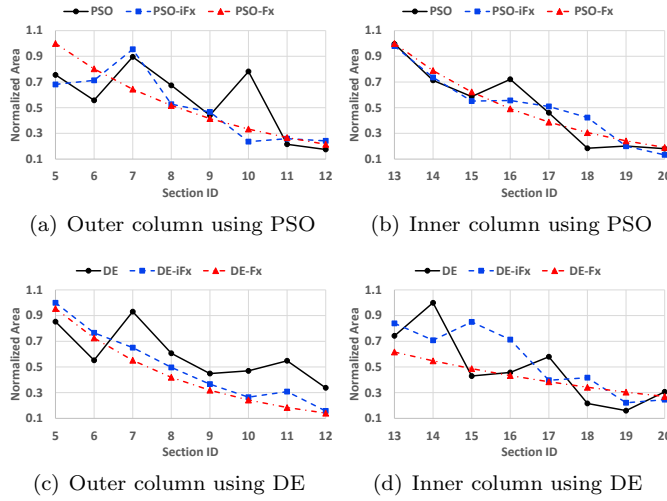 PSO PSO-iFx PSO-Fx
Normalized Area
1.1
0.9
0.7
0.5
0.3
0.1
5 6 7 8 9 10 11 12
Section ID
(a) Outer column using PSO
PSO PSO-iFx PSO-Fx
Normalized Area
1.1
0.9
0.7
0.5
0.3
0.1
13 14 15 16 17 18 19 20
Section ID
(b) Inner column using PSO
DE DE-iFx DE-Fx
Normalized Area
1.1
0.9
0.7
0.5
0.3
0.1
5 6 7 8 9 10 11 12
Section ID
(c) Outer column using DE
DE DE-iFx DE-Fx
Normalized Area
1.1
0.9
0.7
0.5
0.3
0.1
13 14 15 16 17 18 19 20
Section ID
(d) Inner column using DE